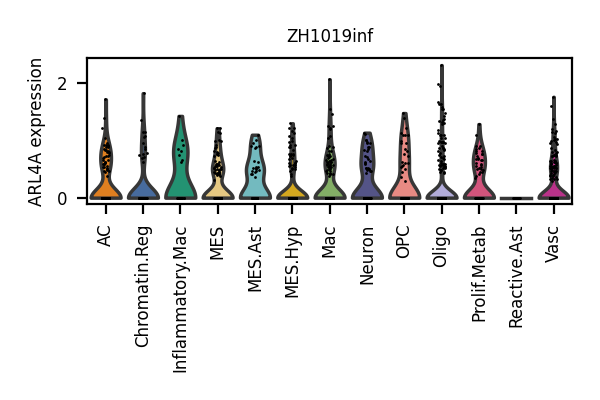 ZH1019inf
ARL4A expression
2
0
AC
Chromatin.Reg
Inflammatory.Mac
MES
MES.Ast
MES.Hyp
Mac
Neuron
OPC
Oligo
Prolif.Metab
Reactive.Ast
Vasc